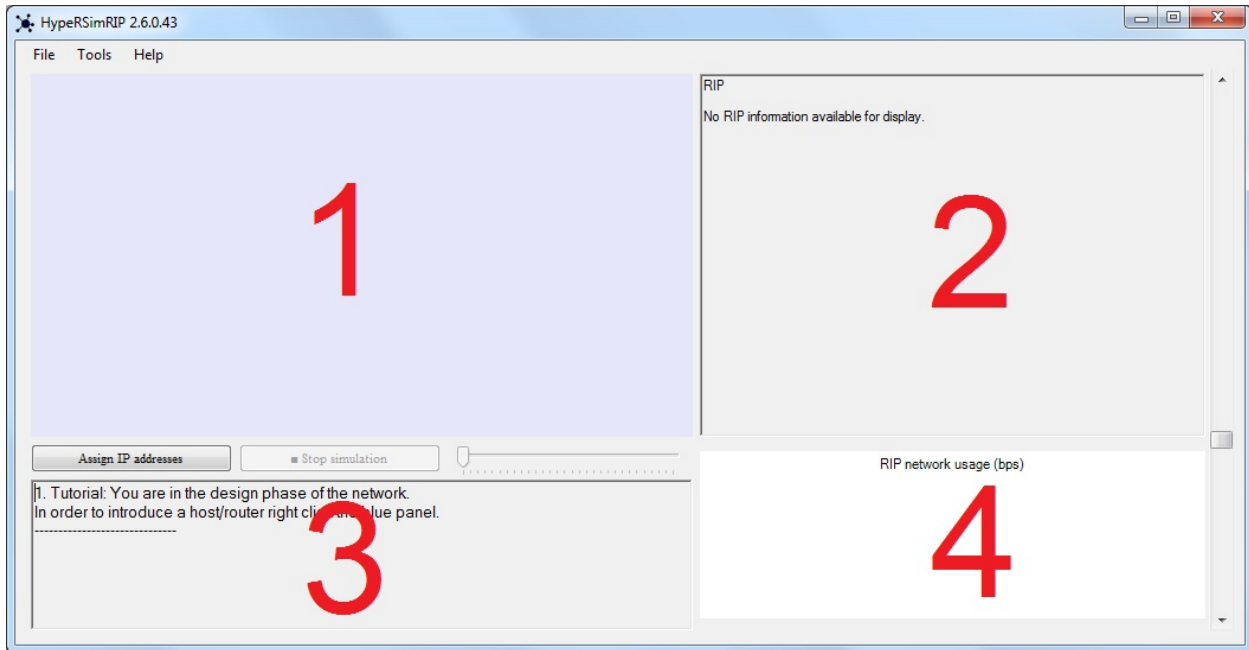 HypeRSimRIP 2.6.0.43
File Tools Help
1
RIP
No RIP information available for display.
2
Assign IP addresses
Stop simulation
1. Tutorial: You are in the design phase of the network.
In order to introduce a host/router right click the blue panel.
------------------------------
3
RIP network usage (bps)
4